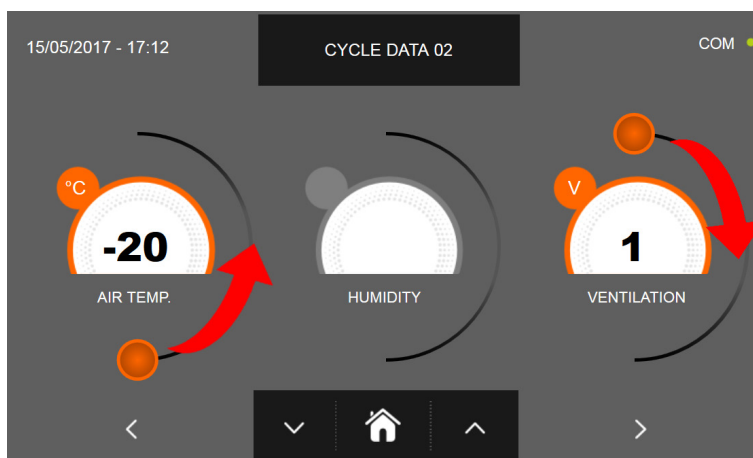 15/05/2017 - 17:12
CYCLE DATA 02
COM
°C
-20
AIR TEMP.
HUMIDITY
V
1
VENTILATION